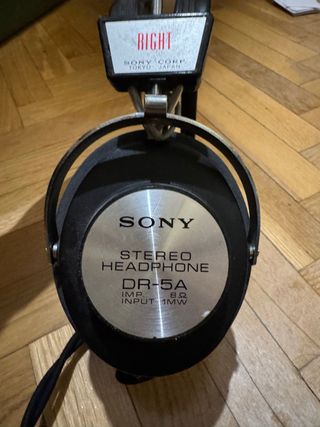 RIGHT
SONY CORP.
TOKYO JAPAN
SONY
STEREO
HEADPHONE
DR-5A
IMP. 8Ω
INPUT 1MW